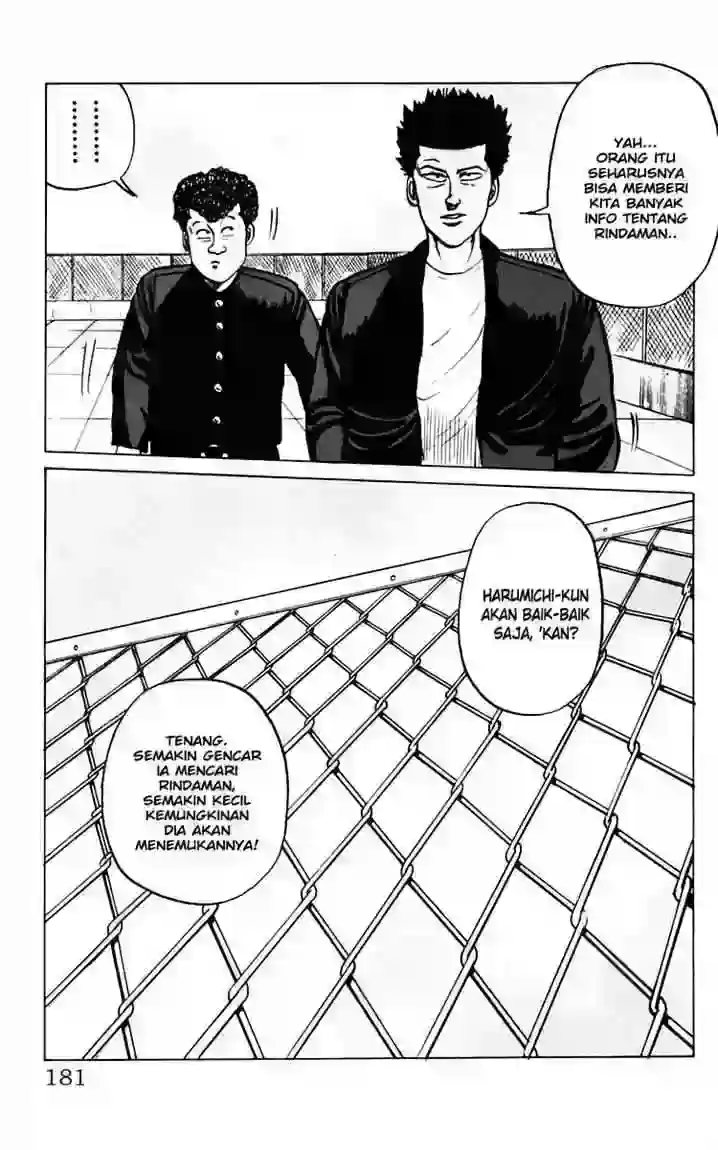 YAH...
ORANG ITU
SEHARUSNYA
BISA MEMBERI
KITA BANYAK
INFO TENTANG
RINDAMAN..
...............
HARUMICHI-KUN
AKAN BAIK-BAIK
SAJA, 'KAN?
TENANG.
SEMAKIN GENCAR
IA MENCARI
RINDAMAN,
SEMAKIN KECIL
KEMUNGKINAN
DIA AKAN
MENEMUKANNYA!
181